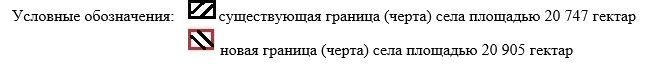 Условные обозначения: существующая граница (черта) села площадью 20 747 гектар
новая граница (черта) села площадью 20 905 гектар